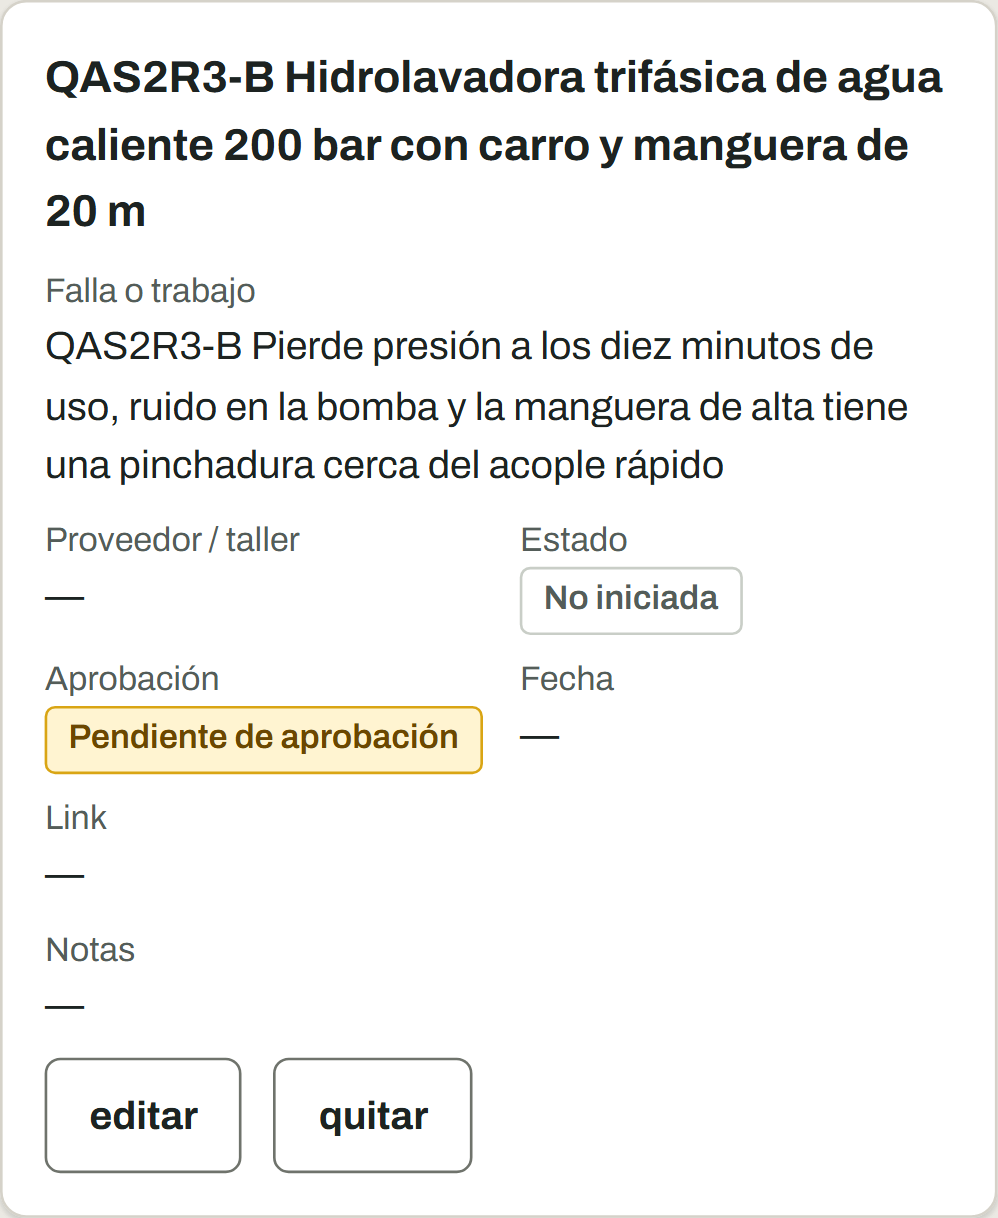 QAS2R3-B Hidrolavadora trifásica de agua
caliente 200 bar con carro y manguera de
20 m
Falla o trabajo
QAS2R3-B Pierde presión a los diez minutos de
uso, ruido en la bomba y la manguera de alta tiene
una pinchadura cerca del acople rápido
Proveedor / taller
—
Estado
No iniciada
Aprobación
Pendiente de aprobación
Fecha
—
Link
—
Notas
—
editar
quitar